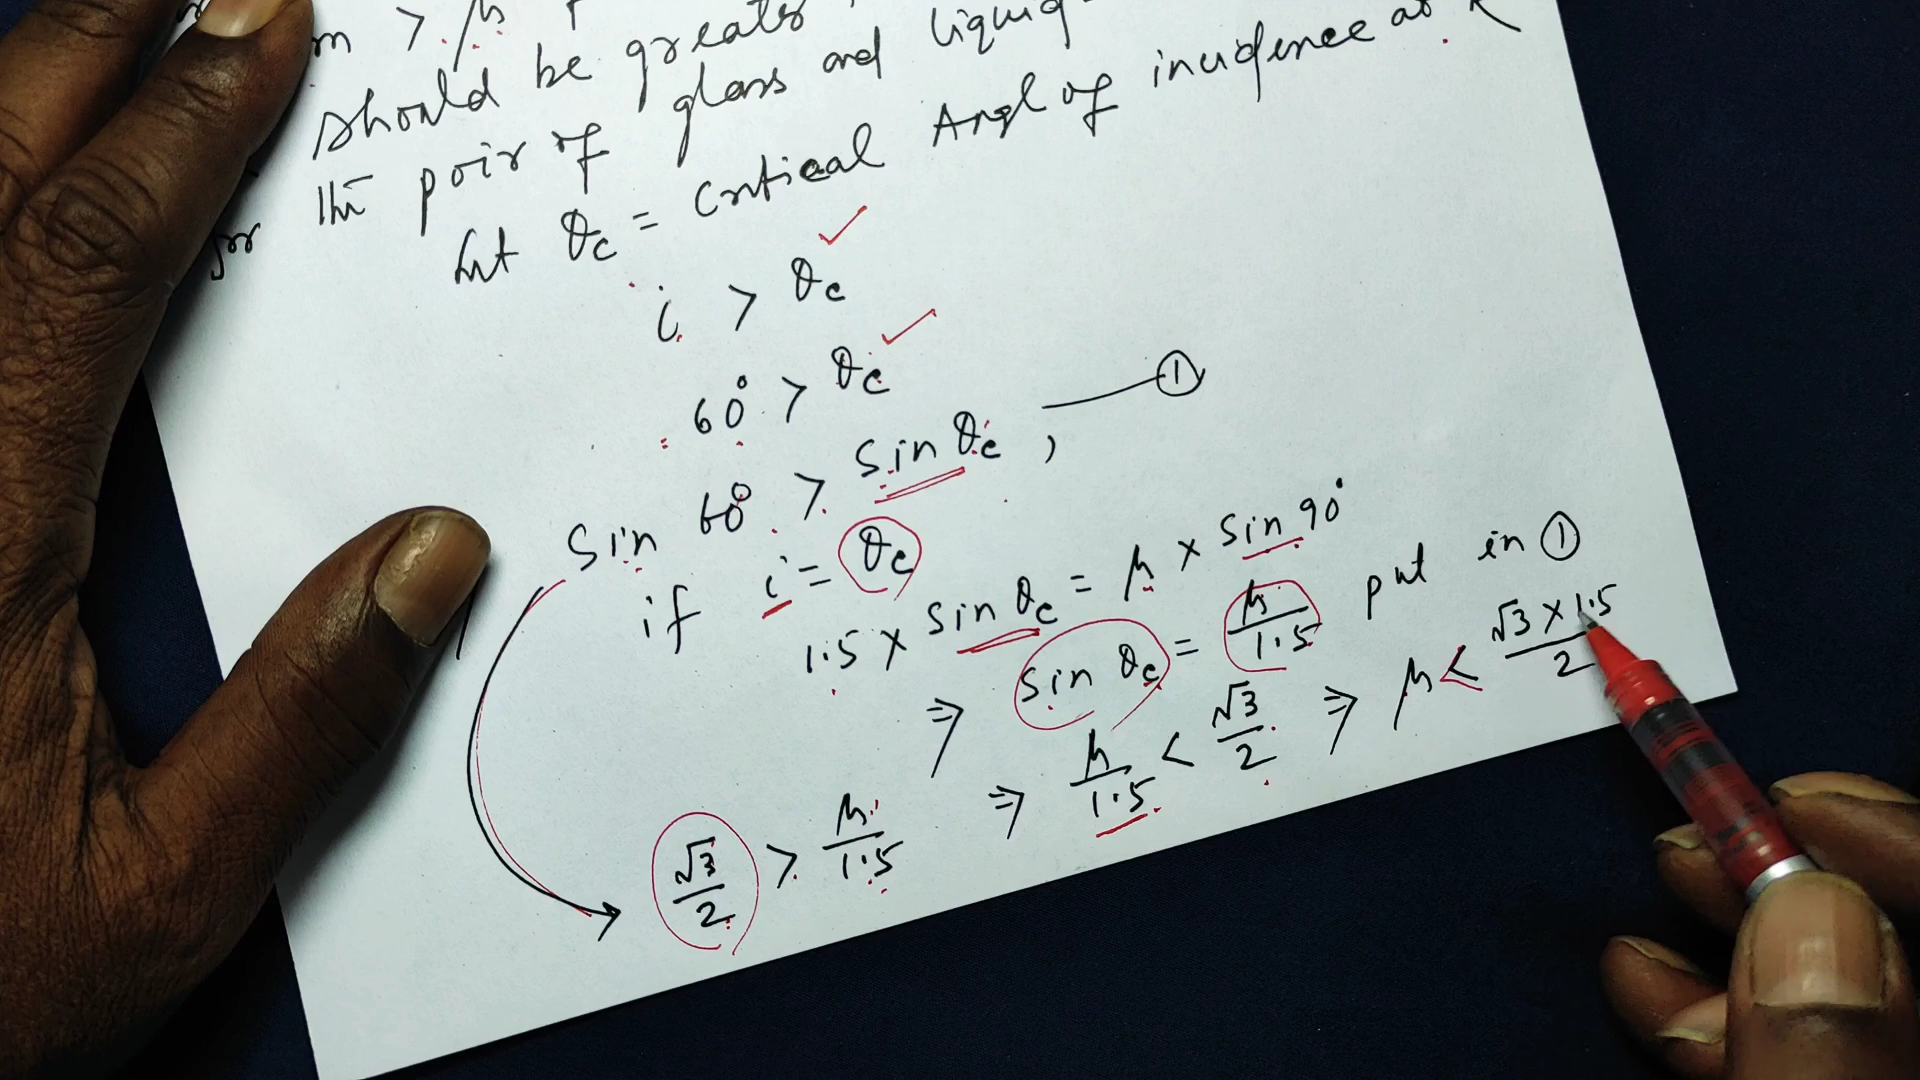 m > μ
should be greater
for the pair of glass and liquid
Let θc = Critical Angl of incidence at
i > θc
60° > θc
Sin 60° > Sin θc, ①
if i = θc
1.5 × Sin θc = μ × Sin 90°
⇒ Sin θc = μ/1.5 put in ①
√3/2 > μ/1.5 ⇒ μ/1.5 < √3/2 ⇒ μ < √3 × 1.5/2